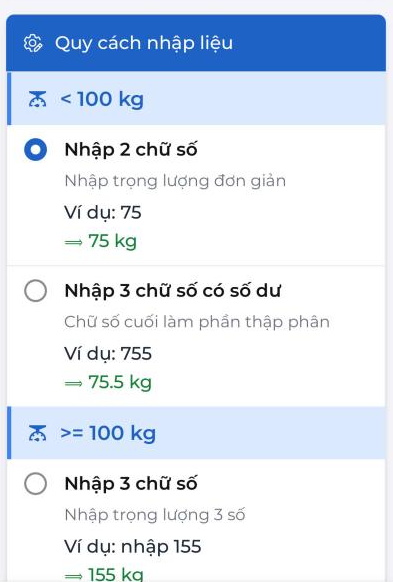 Quy cách nhập liệu
< 100 kg
Nhập 2 chữ số
Nhập trọng lượng đơn giản
Ví dụ: 75
⟹ 75 kg
Nhập 3 chữ số có số dư
Chữ số cuối làm phần thập phân
Ví dụ: 755
⟹ 75.5 kg
>= 100 kg
Nhập 3 chữ số
Nhập trọng lượng 3 số
Ví dụ: nhập 155
⟹ 155 kg